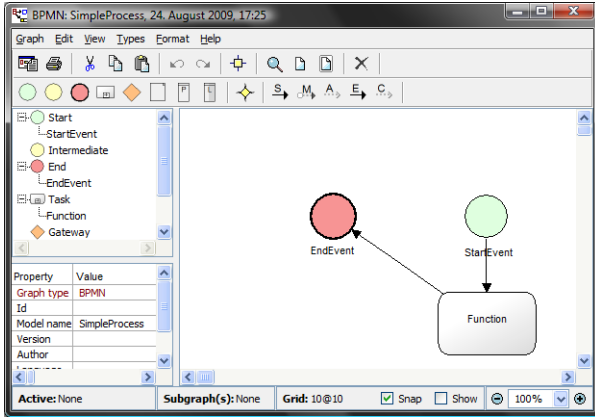 BPMN: SimpleProcess, 24. August 2009, 17:25
Graph Edit View Types Format Help
P L S M A E C
Start
StartEvent
Intermediate
End
EndEvent
Task
Function
Gateway
EndEvent
StartEvent
Function
Property Value
Graph type BPMN
Id
Model name SimpleProcess
Version
Author
Active: None Subgraph(s): None Grid: 10@10 Snap Show 100%